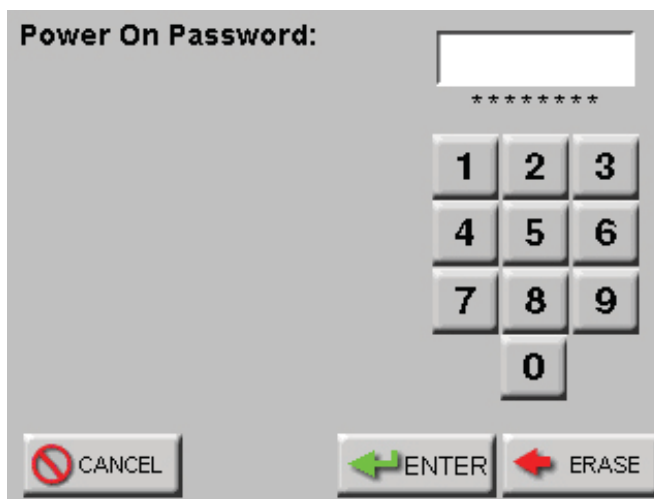 Power On Password:
********
1 2 3
4 5 6
7 8 9
0
CANCEL ENTER ERASE